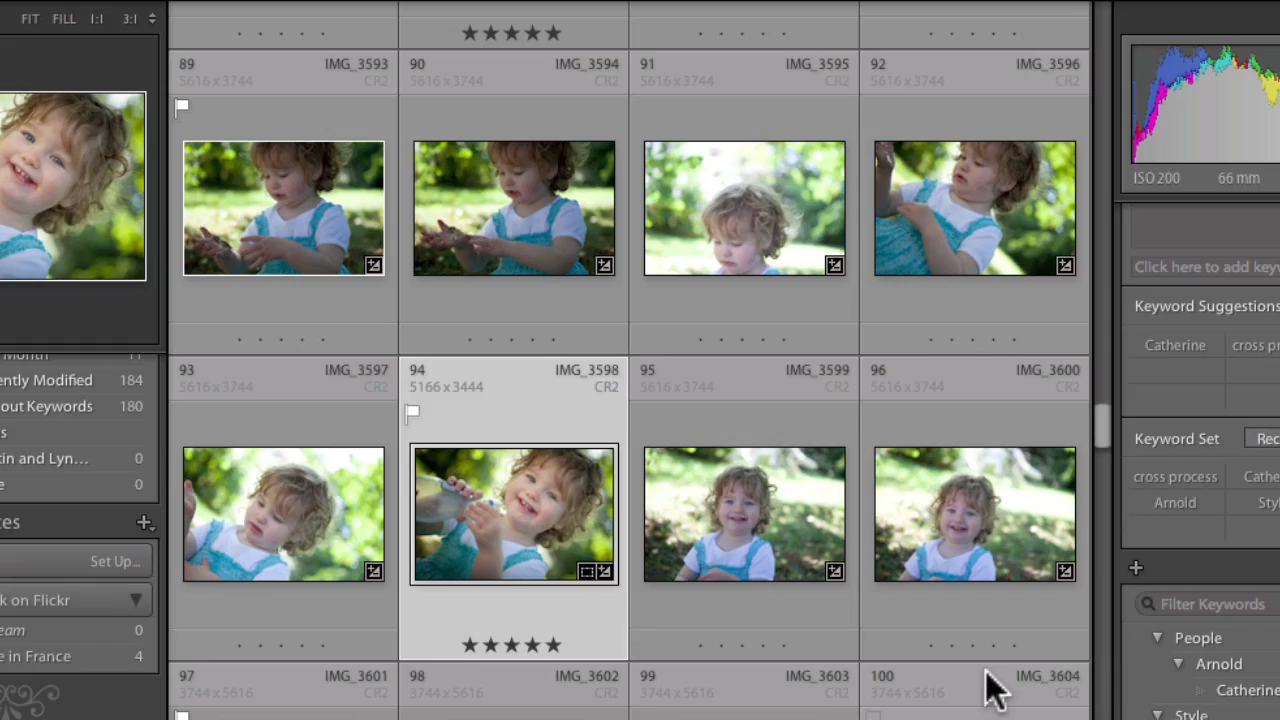 FIT FILL 1:1 3:1
★★★★★
89 IMG_3593
5616 x 3744 CR2
90 IMG_3594
5616 x 3744 CR2
91 IMG_3595
5616 x 3744 CR2
92 IMG_3596
5616 x 3744 CR2
93 IMG_3597
5616 x 3744 CR2
94 IMG_3598
5166 x 3444 CR2
95 IMG_3599
5616 x 3744 CR2
96 IMG_3600
5616 x 3744 CR2
★★★★★
97 IMG_3601
3744 x 5616 CR2
98 IMG_3602
3744 x 5616 CR2
99 IMG_3603
3744 x 5616 CR2
100 IMG_3604
3744 x 5616 CR2
Month 11
ently Modified 184
out Keywords 180
s
tin and Lyn... 0
e 0
es +
Set Up...
k on Flickr
eam 0
e in France 4
ISO 200 66 mm
Click here to add keyw
Keyword Suggestions
Catherine cross pr
Keyword Set Rec
cross process Cathe
Arnold Sty
+
Filter Keywords
People
Arnold
Catherine
Style